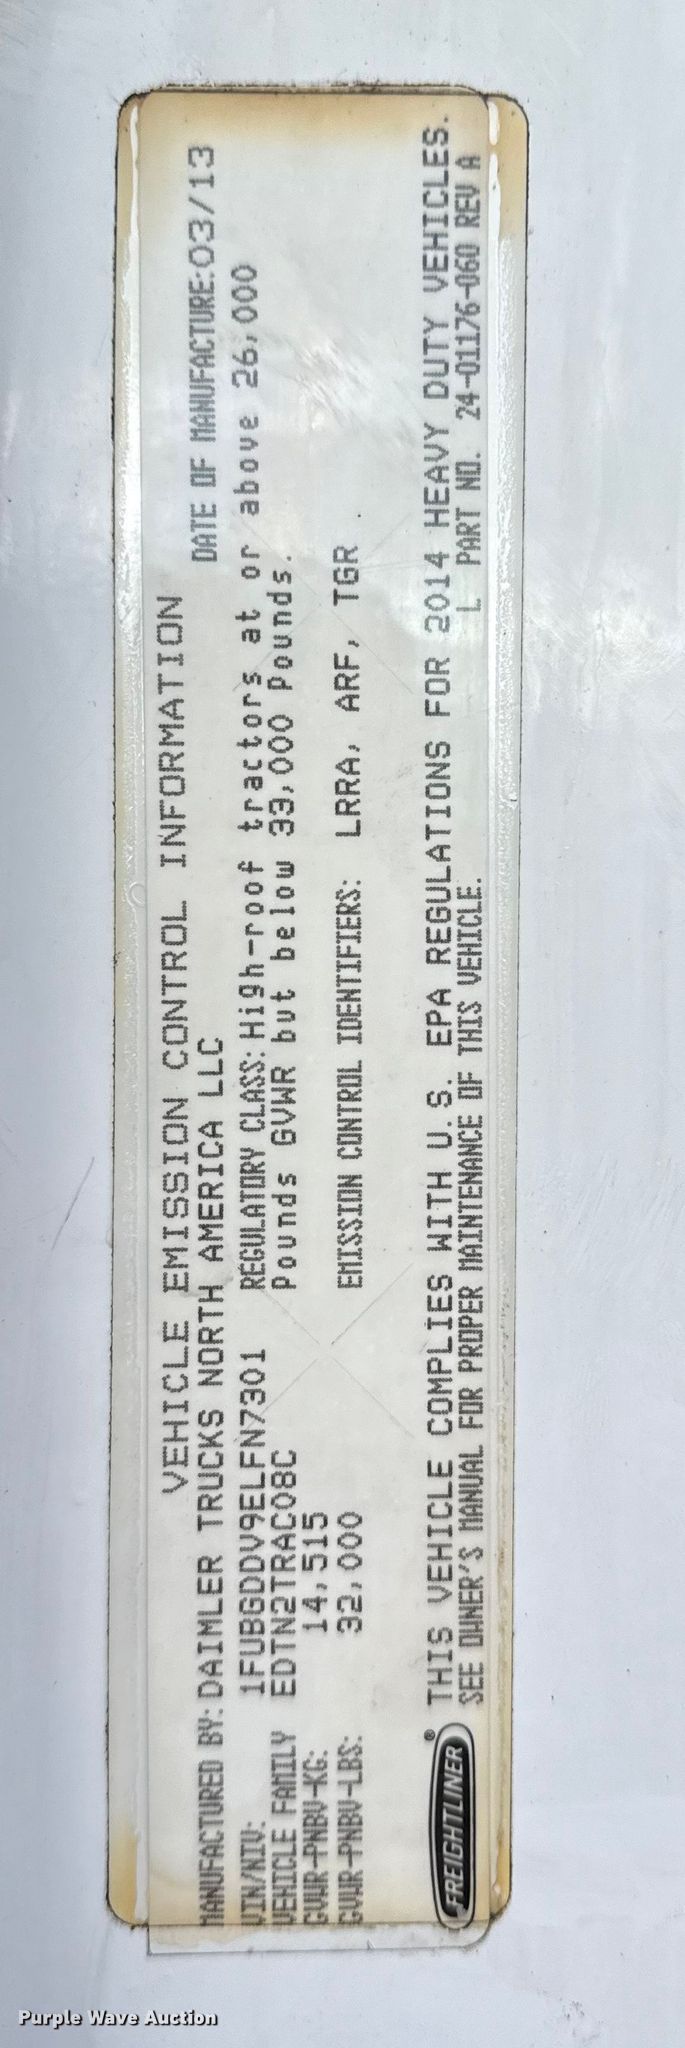 VEHICLE EMISSION CONTROL INFORMATION
MANUFACTURED BY: DAIMLER TRUCKS NORTH AMERICA LLC DATE OF MANUFACTURE: 03/13
VIN/NIV: 1FUBGDDV9ELFN7301 REGULATORY CLASS: High-roof tractors at or above 26,000
VEHICLE FAMILY EDTN2TRAC08C Pounds GVWR but below 33,000 Pounds.
GVWR-PNBV-KG: 14,515
GVWR-PNBV-LBS: 32,000 EMISSION CONTROL IDENTIFIERS: LRRA, ARF, TGR
THIS VEHICLE COMPLIES WITH U.S. EPA REGULATIONS FOR 2014 HEAVY DUTY VEHICLES.
SEE OWNER'S MANUAL FOR PROPER MAINTENANCE OF THIS VEHICLE. L PART NO. 24-01176-060 REV A
FREIGHTLINER®
Purple Wave Auction